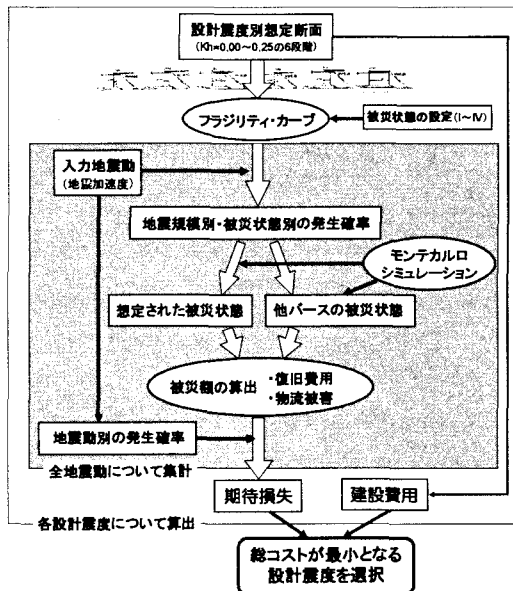 設計震度別想定断面
(Kh=0.00~0.25の6段階)
フラジリティ・カーブ
被災状態の設定(Ⅰ~Ⅳ)
入力地震動
(地震加速度)
地震規模別・被災状態別の発生確率
モンテカルロ
シミュレーション
想定された被災状態
他バースの被災状態
被災額の算出
・復旧費用
・物流被害
地震動別の発生確率
全地震動について集計
期待損失
建設費用
各設計震度について算出
総コストが最小となる
設計震度を選択